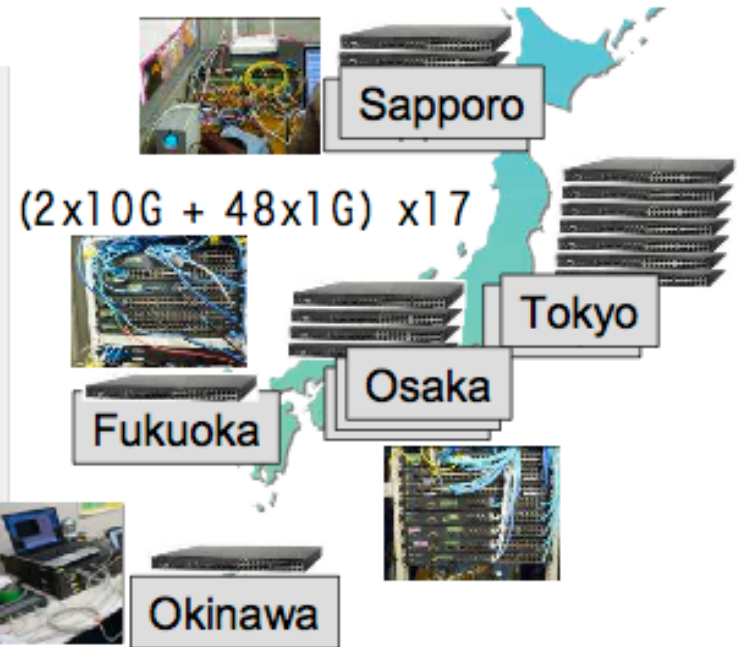 Sapporo
(2x10G + 48x1G) x17
Tokyo
Osaka
Fukuoka
Okinawa